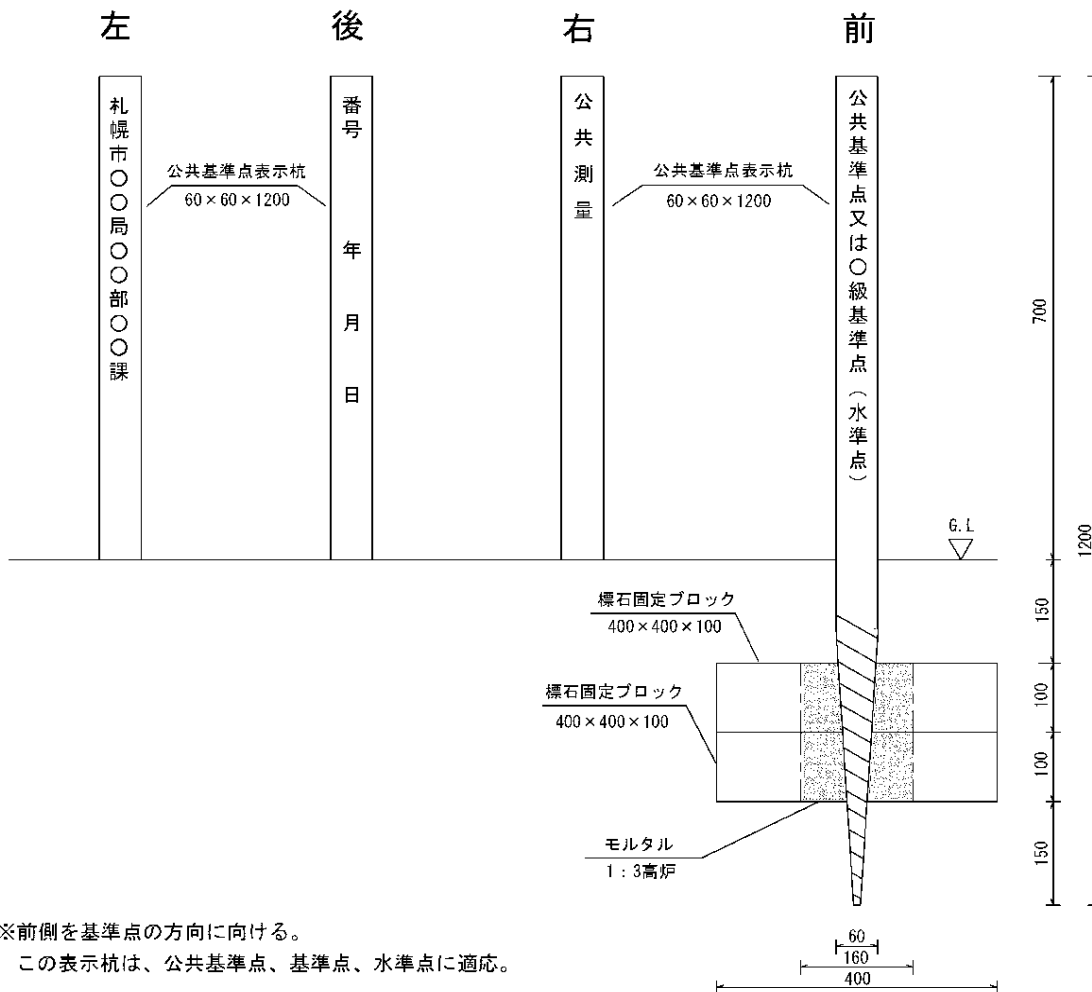 左 後 右 前
札幌市〇〇局〇〇部〇〇課
公共基準点表示杭
60×60×1200
番号 年 月 日
公共測量
公共基準点表示杭
60×60×1200
公共基準点又は〇級基準点（水準点）
700
1200
G.L
150
標石固定ブロック
400×400×100
100
標石固定ブロック
400×400×100
100
モルタル
1：3高炉
150
※前側を基準点の方向に向ける。
この表示杭は、公共基準点、基準点、水準点に適応。
60
160
400